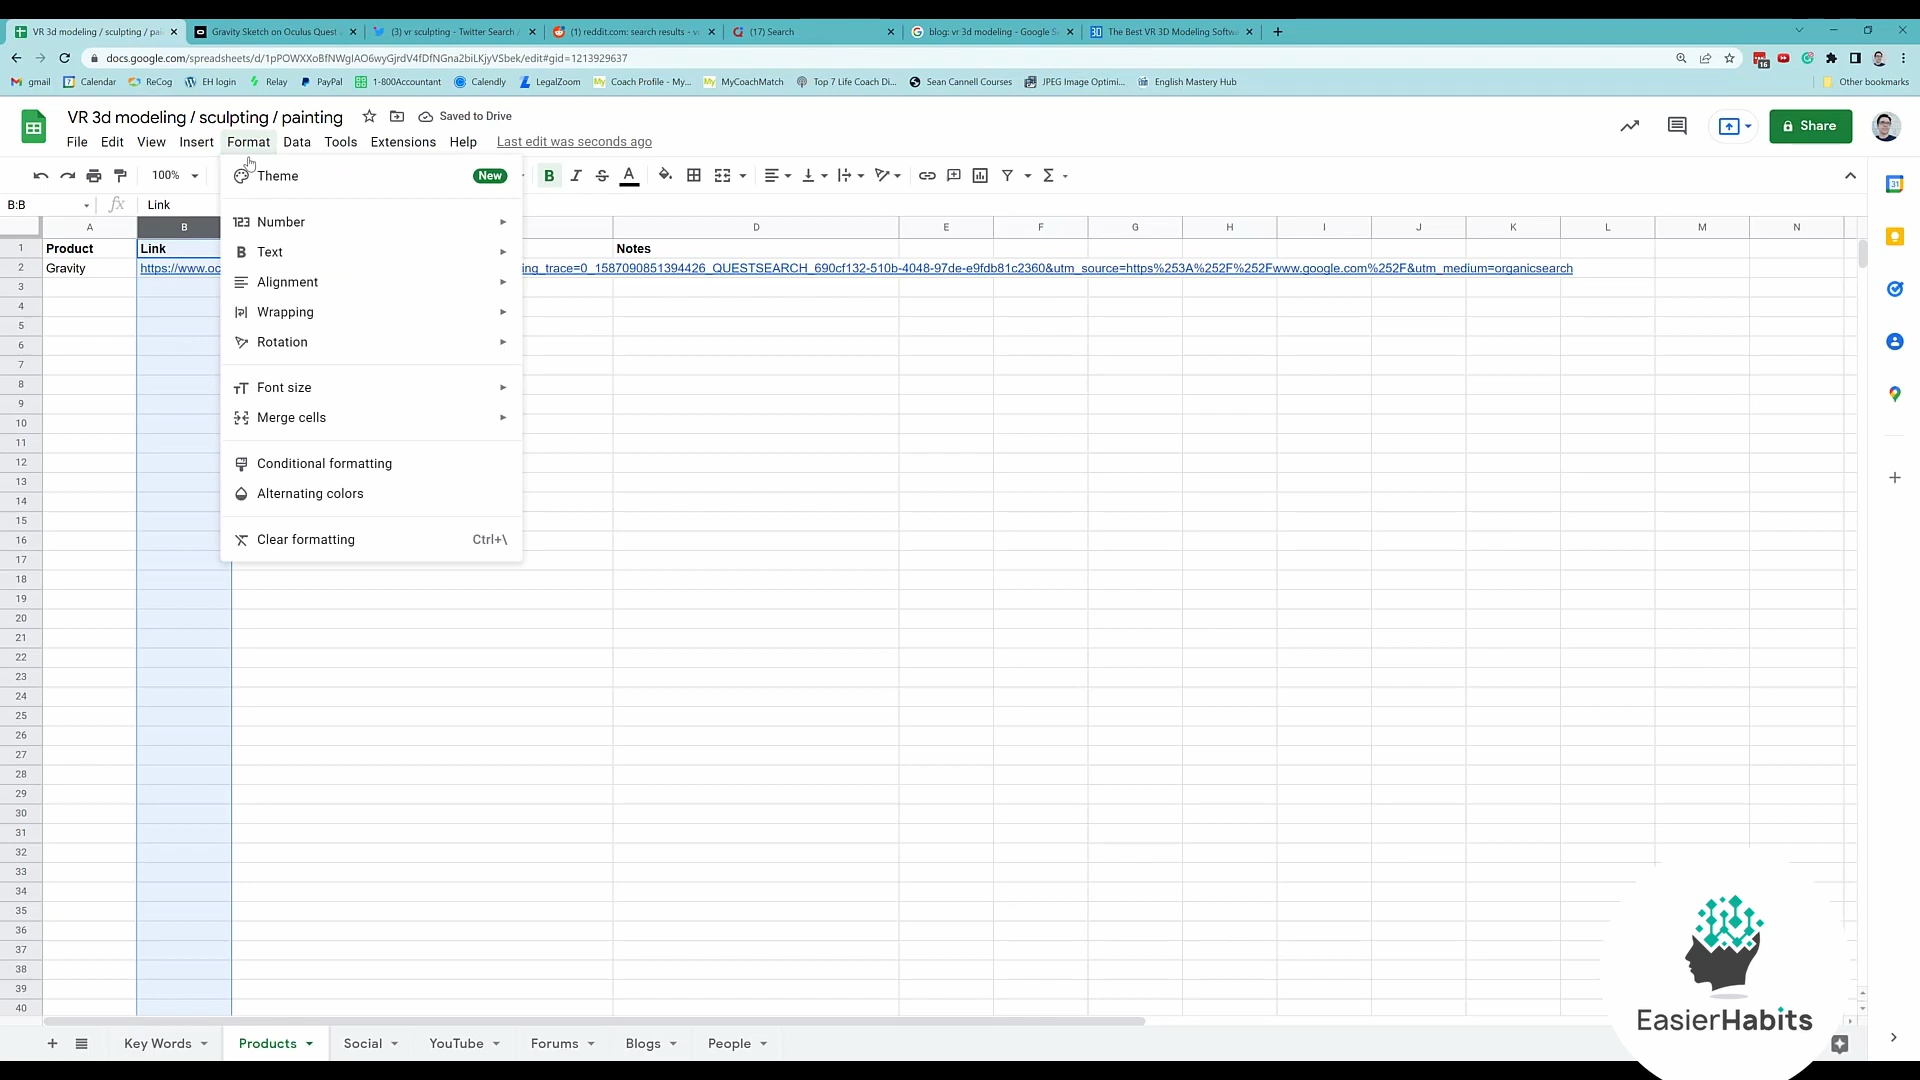 VR 3d modeling / sculpting / pai
Gravity Sketch on Oculus Quest
(3) vr sculpting - Twitter Search /
(1) reddit.com: search results - v
(17) Search
blog: vr 3d modeling - Google S
The Best VR 3D Modeling Softw
docs.google.com/spreadsheets/d/1pPOWXXoBfNWgIAO6wyGjrdV4fDfNGna2biLKjyVSbek/edit#gid=1213929637
16
gmail
Calendar
ReCog
EH login
Relay
PayPal
1-800Accountant
Calendly
LegalZoom
Coach Profile - My...
MyCoachMatch
Top 7 Life Coach Di...
Sean Cannell Courses
JPEG Image Optimi...
English Mastery Hub
Other bookmarks
VR 3d modeling / sculpting / painting
Saved to Drive
File Edit View Insert Format Data Tools Extensions Help Last edit was seconds ago
Share
100%
B I S A Σ
31
B:B
fx Link
Theme New
123 Number
B Text
Alignment
Wrapping
Rotation
Font size
Merge cells
Conditional formatting
Alternating colors
Clear formatting Ctrl+\
A B D E F G H I J K L M N
1 Product Link Notes
2 Gravity https://www.oc ing_trace=0_1587090851394426_QUESTSEARCH_690cf132-510b-4048-97de-e9fdb81c2360&utm_source=https%253A%252F%252Fwww.google.com%252F&utm_medium=organicsearch
3
4
5
6
7
8
9
10
11
12
13
14
15
16
17
18
19
20
21
22
23
24
25
26
27
28
29
30
31
32
33
34
35
36
37
38
39
40
EasierHabits
Key Words Products Social YouTube Forums Blogs People